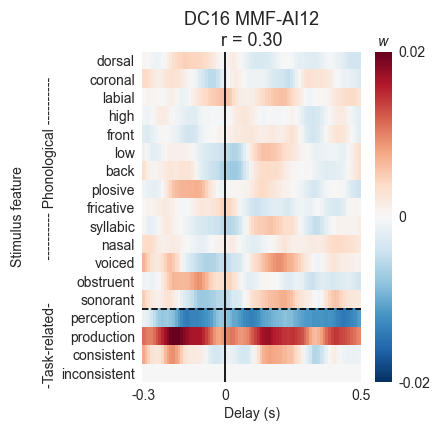 DC16 MMF-AI12
r = 0.30
w
dorsal
coronal
labial
high
front
low
back
plosive
fricative
syllabic
nasal
voiced
obstruent
sonorant
perception
production
consistent
inconsistent
Stimulus feature
---------- Phonological ----------
-Task-related-
-0.3
0
0.5
Delay (s)
0.02
0
-0.02